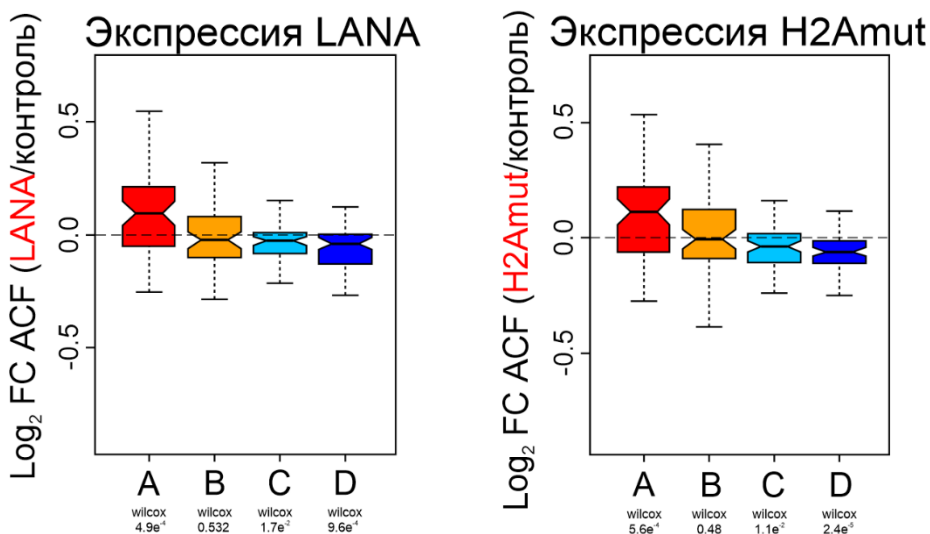 Экспрессия LANA
Log₂ FC ACF (LANA/контроль)
0.5
0.0
-0.5
A B C D
wilcox wilcox wilcox wilcox
4.9e⁻⁴ 0.532 1.7e⁻² 9.6e⁻⁴
Экспрессия H2Amut
Log₂ FC ACF (H2Amut/контроль)
0.5
0.0
-0.5
A B C D
wilcox wilcox wilcox wilcox
5.6e⁻⁴ 0.48 1.1e⁻² 2.4e⁻⁵